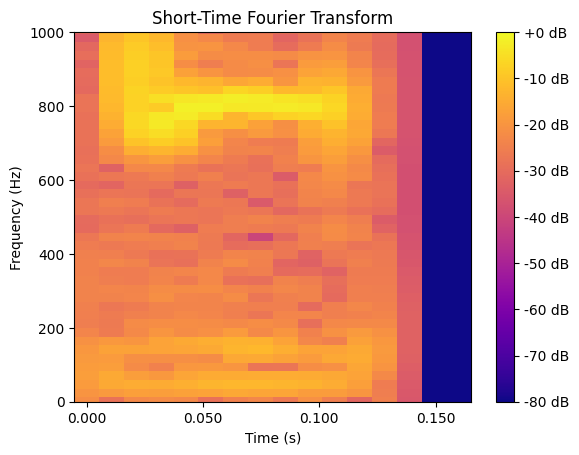 Short-Time Fourier Transform
Frequency (Hz)
1000
800
600
400
200
0
0.000
0.050
0.100
0.150
Time (s)
+0 dB
-10 dB
-20 dB
-30 dB
-40 dB
-50 dB
-60 dB
-70 dB
-80 dB